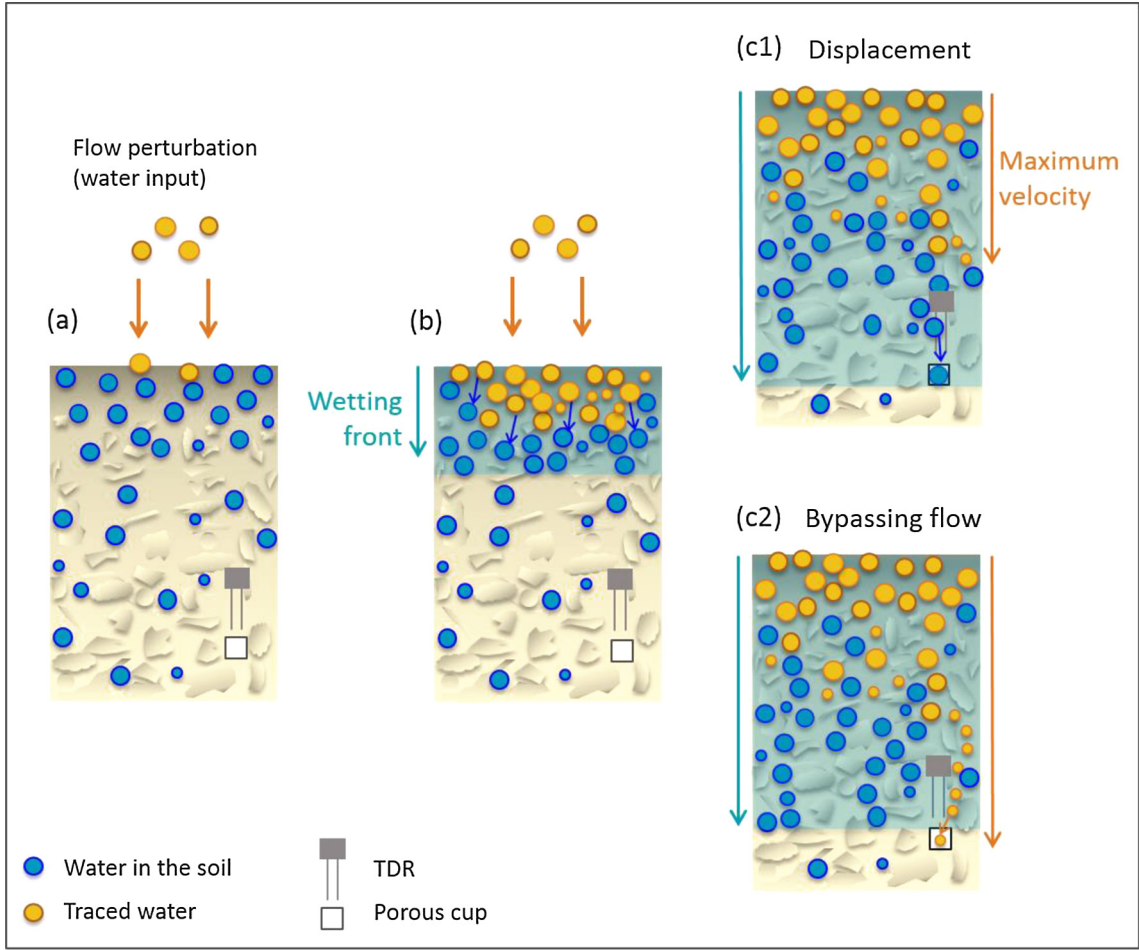 (c1) Displacement
Flow perturbation
(water input)
Maximum
velocity
(a)
(b)
Wetting
front
(c2) Bypassing flow
Water in the soil
Traced water
TDR
Porous cup